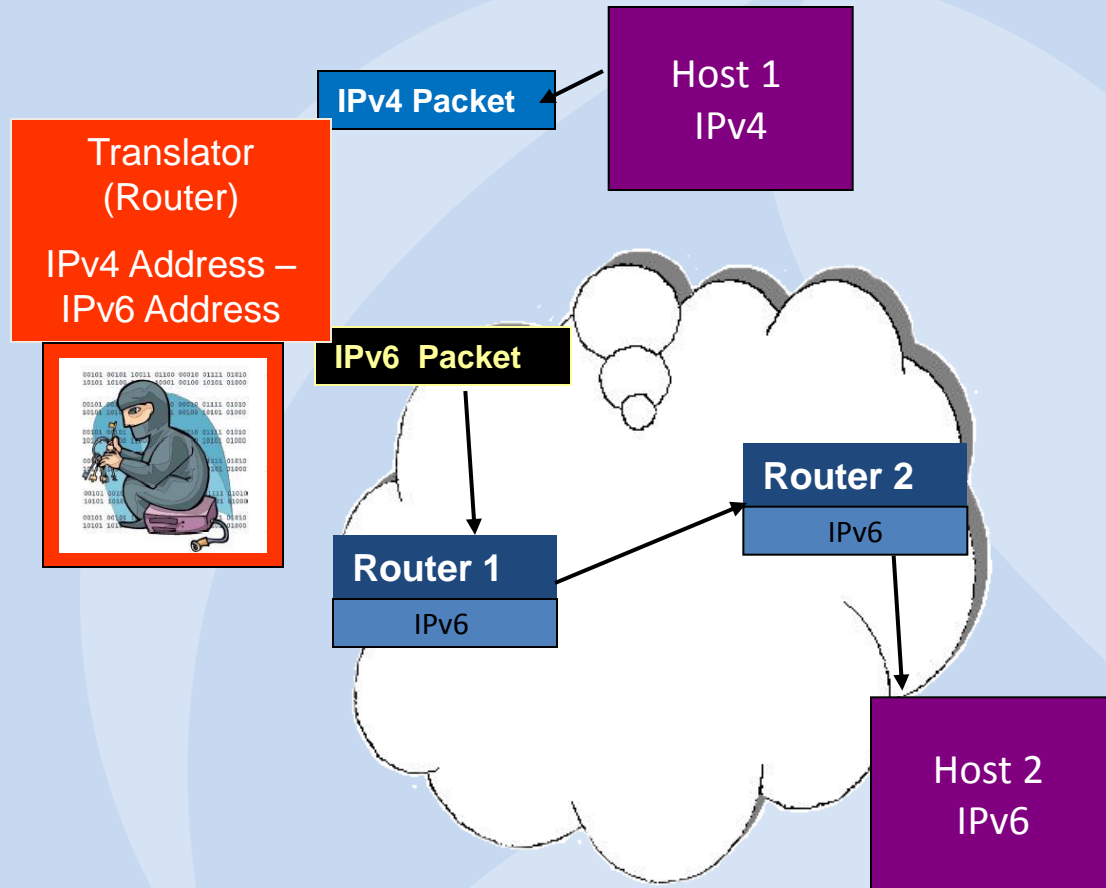 Host 1
IPv4
IPv4 Packet
Translator
(Router)
IPv4 Address –
IPv6 Address
IPv6 Packet
Router 2
IPv6
Router 1
IPv6
Host 2
IPv6